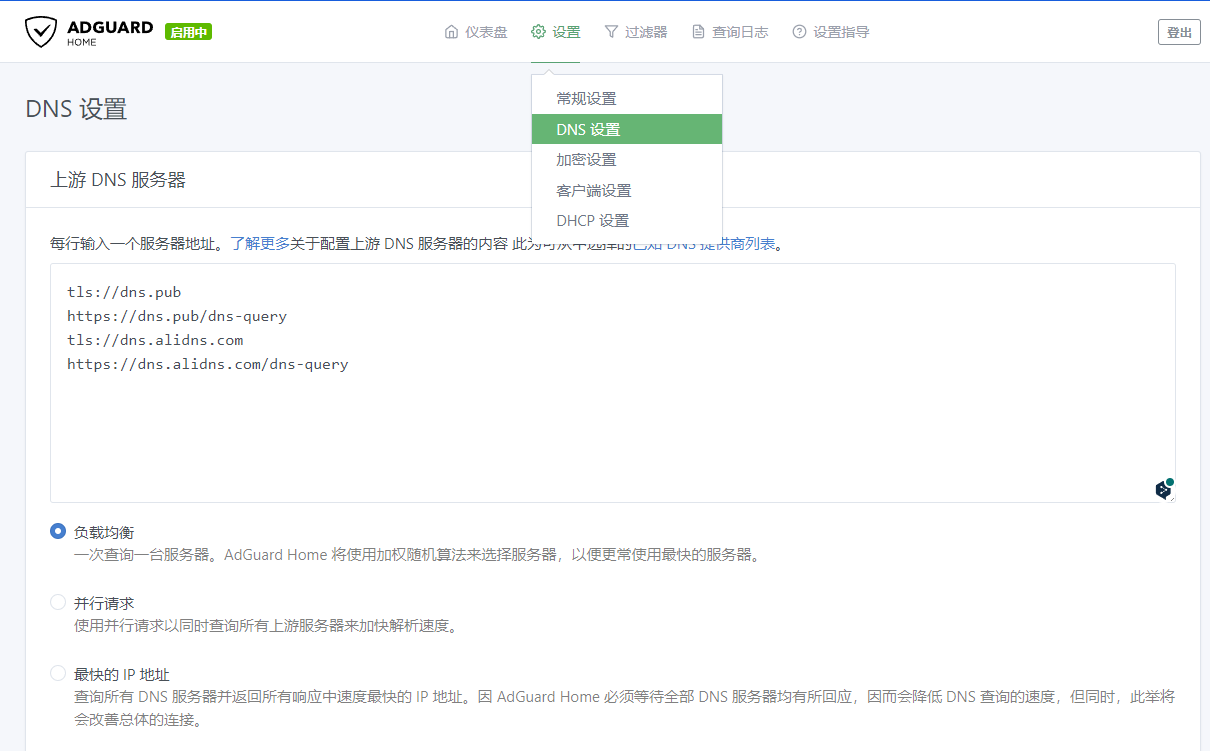 ADGUARD
HOME
启用中
仪表盘
设置
过滤器
查询日志
设置指导
登出
常规设置
DNS 设置
加密设置
客户端设置
DHCP 设置
DNS 设置
上游 DNS 服务器
每行输入一个服务器地址。了解更多关于配置上游 DNS 服务器的内容 此为可从中选择的已知 DNS 提供商列表。
tls://dns.pub
https://dns.pub/dns-query
tls://dns.alidns.com
https://dns.alidns.com/dns-query
负载均衡
一次查询一台服务器。AdGuard Home 将使用加权随机算法来选择服务器，以便更常使用最快的服务器。
并行请求
使用并行请求以同时查询所有上游服务器来加快解析速度。
最快的 IP 地址
查询所有 DNS 服务器并返回所有响应中速度最快的 IP 地址。因 AdGuard Home 必须等待全部 DNS 服务器均有所回应，因而会降低 DNS 查询的速度，但同时，此举将
会改善总体的连接。